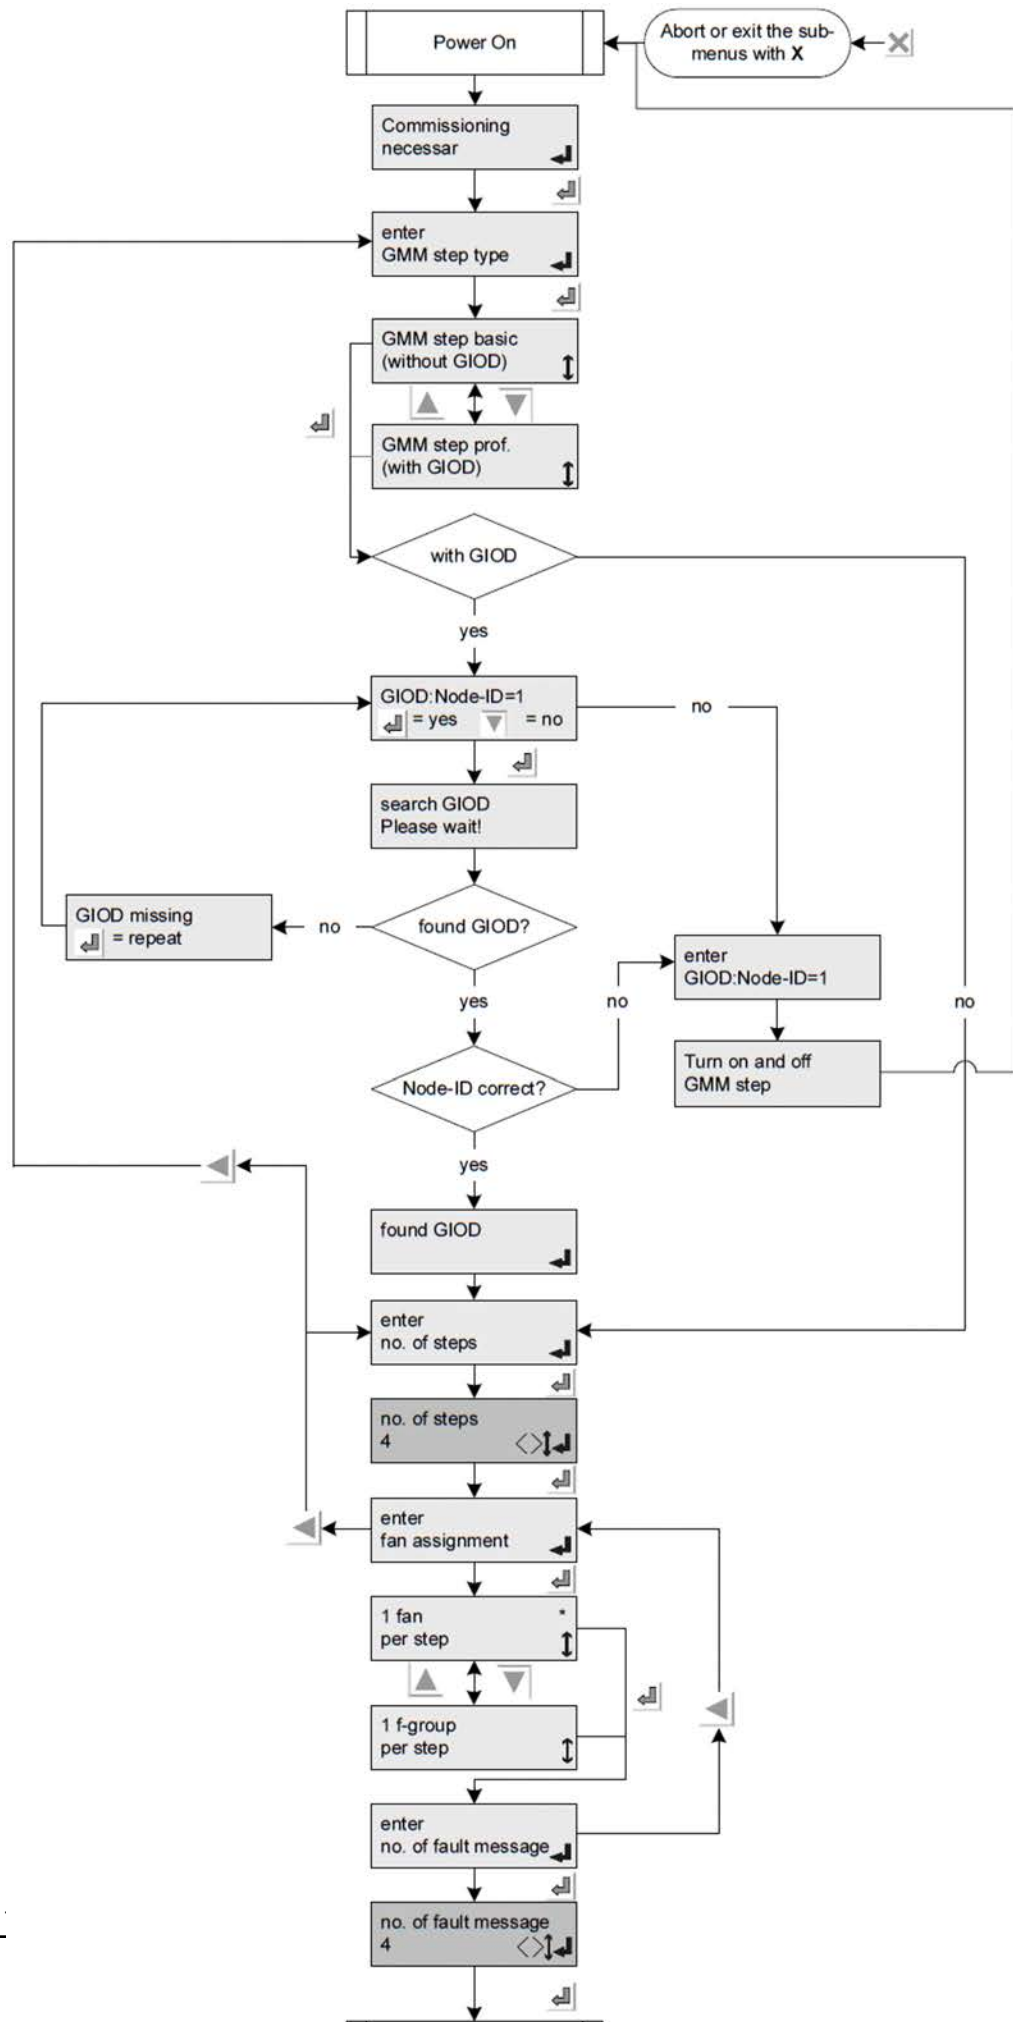 Power On
Abort or exit the sub-
menus with X
Commissioning
necessar
enter
GMM step type
GMM step basic
(without GIOD)
GMM step prof.
(with GIOD)
with GIOD
yes
GIOD:Node-ID=1
= yes = no
no
search GIOD
Please wait!
GIOD missing
= repeat
no
found GIOD?
enter
GIOD:Node-ID=1
yes
no
no
Turn on and off
GMM step
Node-ID correct?
yes
found GIOD
enter
no. of steps
no. of steps
4
enter
fan assignment
1 fan *
per step
1 f-group
per step
enter
no. of fault message
no. of fault message
4